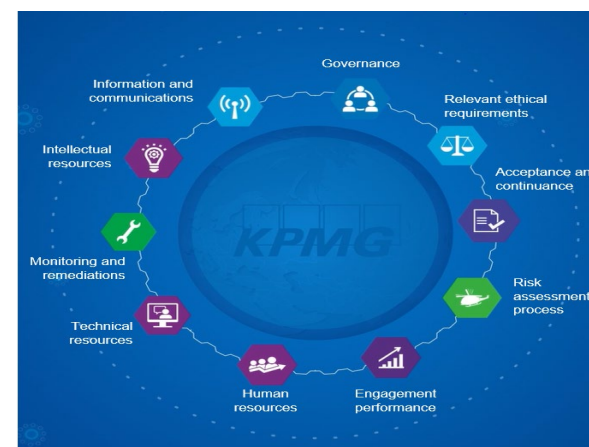 Governance
Information and
communications
Relevant ethical
requirements
Intellectual
resources
Acceptance an
continuance
KPMG
Monitoring and
remediations
Risk
assessment
process
Technical
resources
Human
resources
Engagement
performance